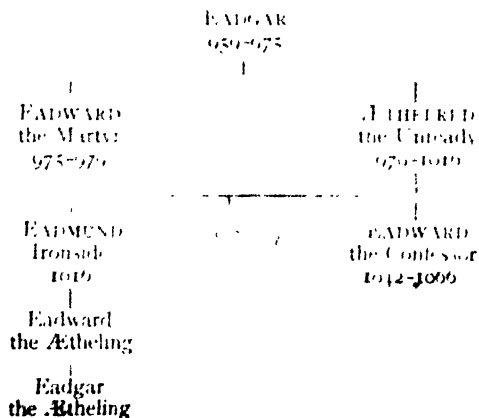 EADGAR
959-975
EADWARD
the Martyr
975-979
ÆTHELRED
the Unready
979-1016
EADMUND
Ironside
1016
EADWARD
the Confessor
1042-1066
Eadward
the Ætheling
Eadgar
the Ætheling